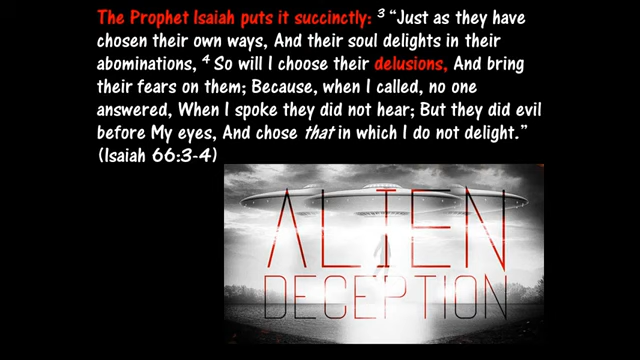 The Prophet Isaiah puts it succinctly: 3 “Just as they have
chosen their own ways, And their soul delights in their
abominations, 4 So will I choose their delusions, And bring
their fears on them; Because, when I called, no one
answered, When I spoke they did not hear; But they did evil
before My eyes, And chose that in which I do not delight.”
(Isaiah 66:3-4)
ALIEN
DECEPTION